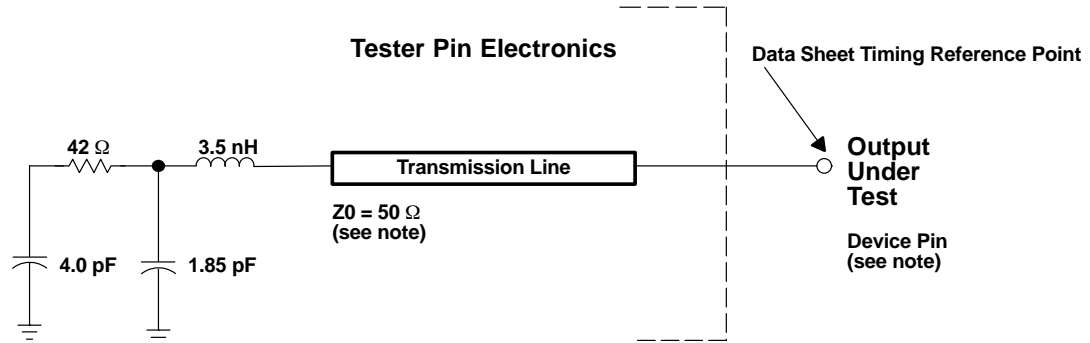 Tester Pin Electronics
Data Sheet Timing Reference Point
42 Ω
3.5 nH
Transmission Line
Output
Under
Test
Z0 = 50 Ω
(see note)
Device Pin
(see note)
4.0 pF
1.85 pF